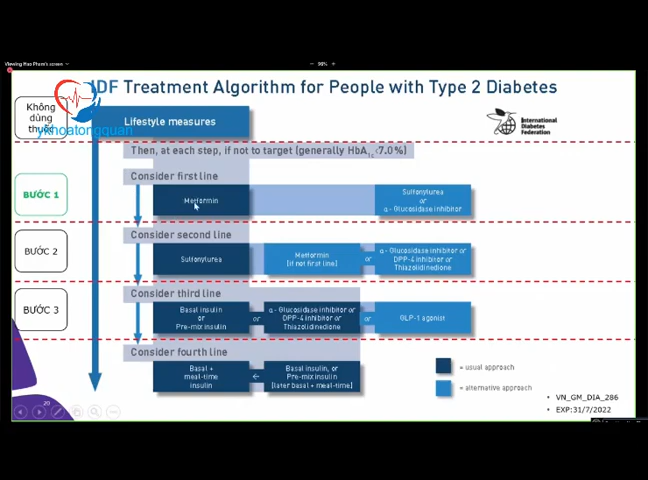 Viewing Hao Pham's screen
96%
IDF Treatment Algorithm for People with Type 2 Diabetes
Không
dùng
thuốc
ykhoatongquan
Lifestyle measures
International
Diabetes
Federation
Then, at each step, if not to target (generally HbA1c <7.0%)
Consider first line
BƯỚC 1
Metformin
Sulfonylurea
or
α - Glucosidase inhibitor
Consider second line
BƯỚC 2
Sulfonylurea
Metformin
[if not first line]
or
α - Glucosidase inhibitor or
DPP-4 inhibitor or
Thiazolidinedione
Consider third line
BƯỚC 3
Basal insulin
or
Pre-mix insulin
or
α - Glucosidase inhibitor or
DPP-4 inhibitor or
Thiazolidinedione
or
GLP-1 agonist
Consider fourth line
Basal +
meal-time
insulin
←
Basal insulin, or
Pre-mix insulin
[later basal + meal-time]
= usual approach
= alternative approach
• VN_GM_DIA_286
• EXP:31/7/2022
20